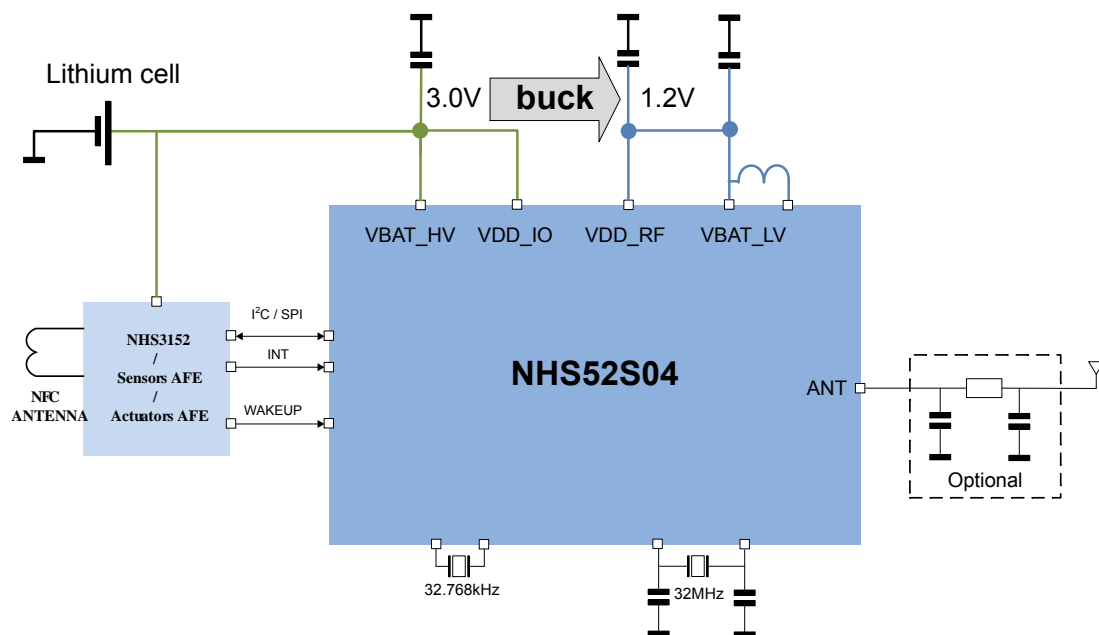 Lithium cell
3.0V
buck
1.2V
VBAT_HV
VDD_IO
VDD_RF
VBAT_LV
I²C / SPI
INT
WAKEUP
NHS3152
/
Sensors AFE
/
Actuators AFE
NFC
ANTENNA
NHS52S04
ANT
Optional
32.768kHz
32MHz